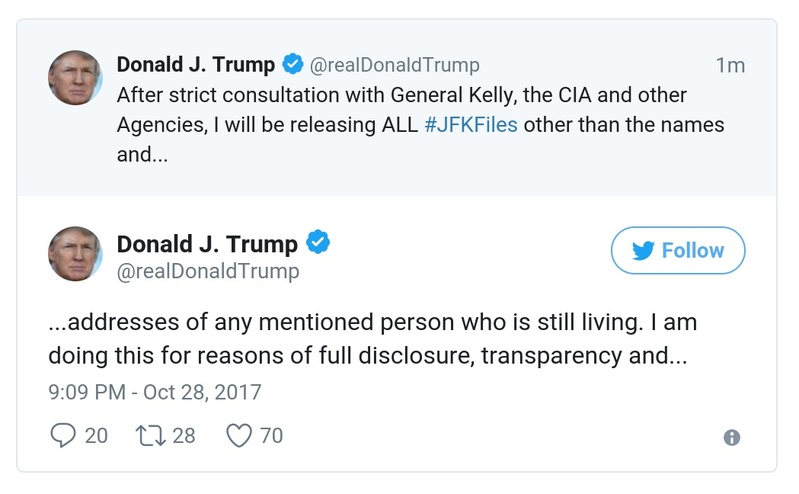 Donald J. Trump @realDonaldTrump 1m
After strict consultation with General Kelly, the CIA and other
Agencies, I will be releasing ALL #JFKFiles other than the names
and...
Donald J. Trump
@realDonaldTrump
Follow
...addresses of any mentioned person who is still living. I am
doing this for reasons of full disclosure, transparency and...
9:09 PM - Oct 28, 2017
20 28 70